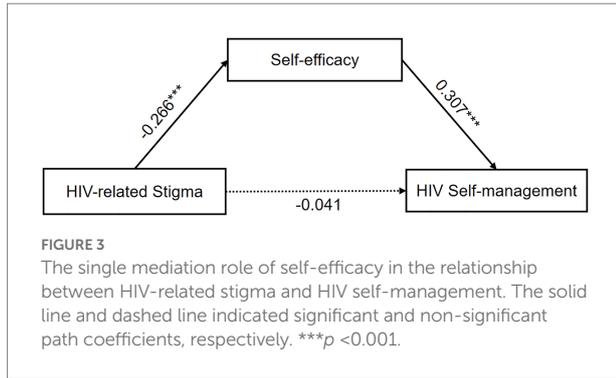 Self-efficacy
-0.266***
0.307***
HIV-related Stigma
HIV Self-management
-0.041
FIGURE 3
The single mediation role of self-efficacy in the relationship
between HIV-related stigma and HIV self-management. The solid
line and dashed line indicated significant and non-significant
path coefficients, respectively. ***p <0.001.